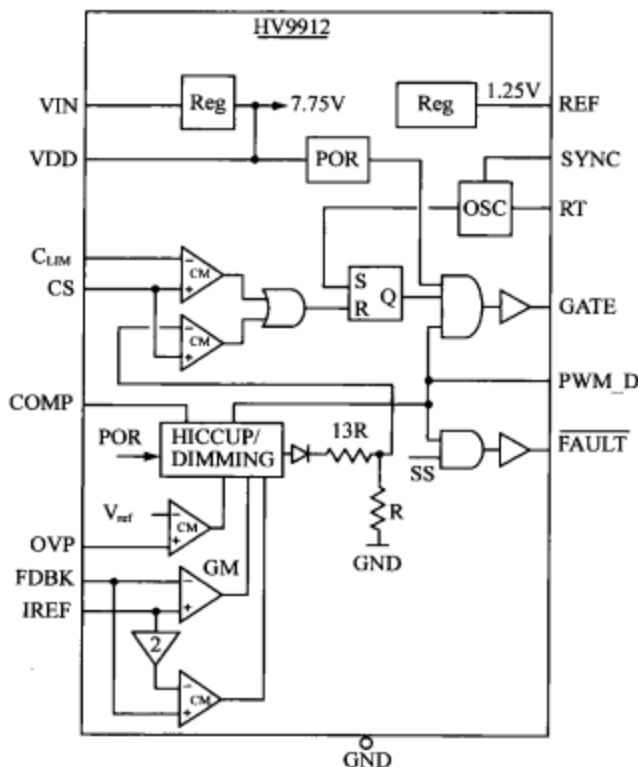 HV9912
VIN
Reg
7.75V
Reg
1.25V
REF
VDD
POR
SYNC
OSC
RT
CLIM
CM
CS
S
Q
R
GATE
CM
PWM_D
COMP
POR
HICCUP/
DIMMING
13R
SS
FAULT
Vref
CM
R
OVP
GND
FDBK
GM
IREF
2
CM
GND